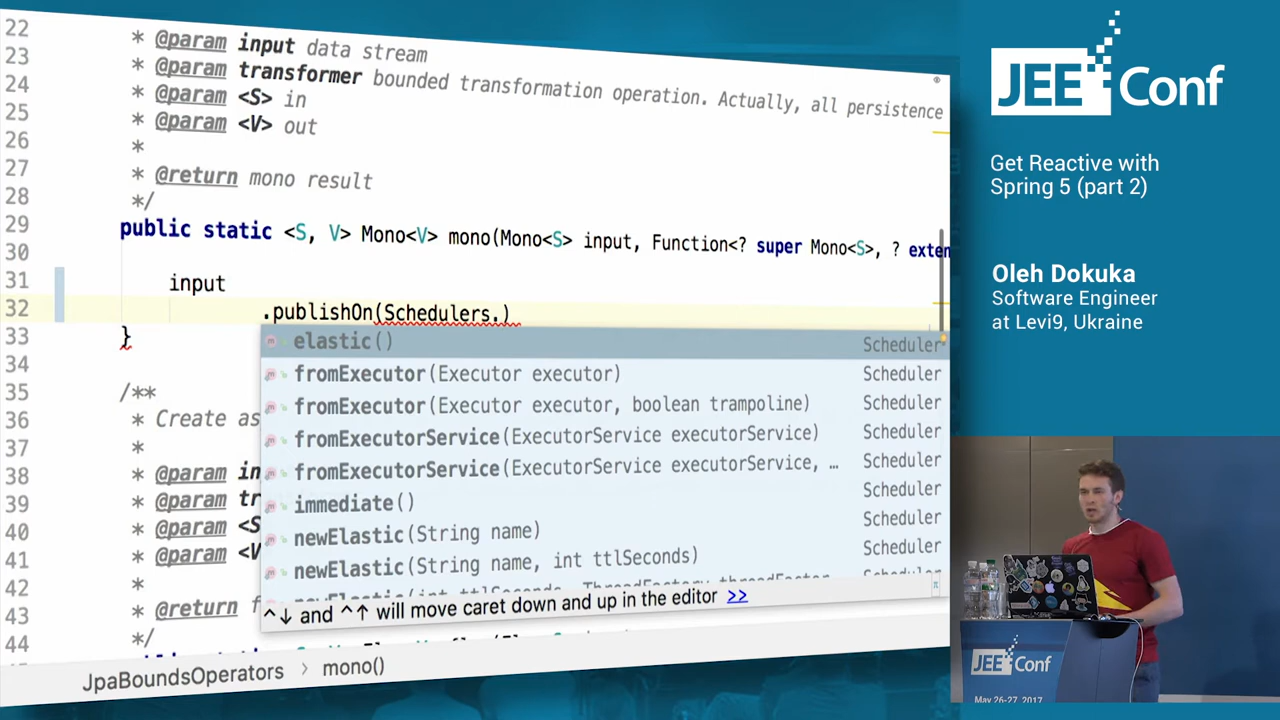 22
* @param input data stream
23
* @param transformer bounded transformation operation. Actually, all persistence
24
* @param <S> in
25
* @param <V> out
26
*
27
* @return mono result
28
*/
29
public static <S, V> Mono<V> mono(Mono<S> input, Function<? super Mono<S>, ? exten
30
31
input
32
.publishOn(Schedulers.)
33
}
34
35
/**
36
* Create as
37
*
38
* @param in
39
* @param tr
40
* @param <S
41
* @param <V
42
*
43
* @return f
44
*/
elastic() Scheduler
fromExecutor(Executor executor) Scheduler
fromExecutor(Executor executor, boolean trampoline) Scheduler
fromExecutorService(ExecutorService executorService) Scheduler
fromExecutorService(ExecutorService executorService, … Scheduler
immediate() Scheduler
newElastic(String name) Scheduler
newElastic(String name, int ttlSeconds) Scheduler
^↓ and ^↑ will move caret down and up in the editor >>
JpaBoundsOperators > mono()
JEEConf
Get Reactive with
Spring 5 (part 2)
Oleh Dokuka
Software Engineer
at Levi9, Ukraine
JEEConf
May 26-27, 2017